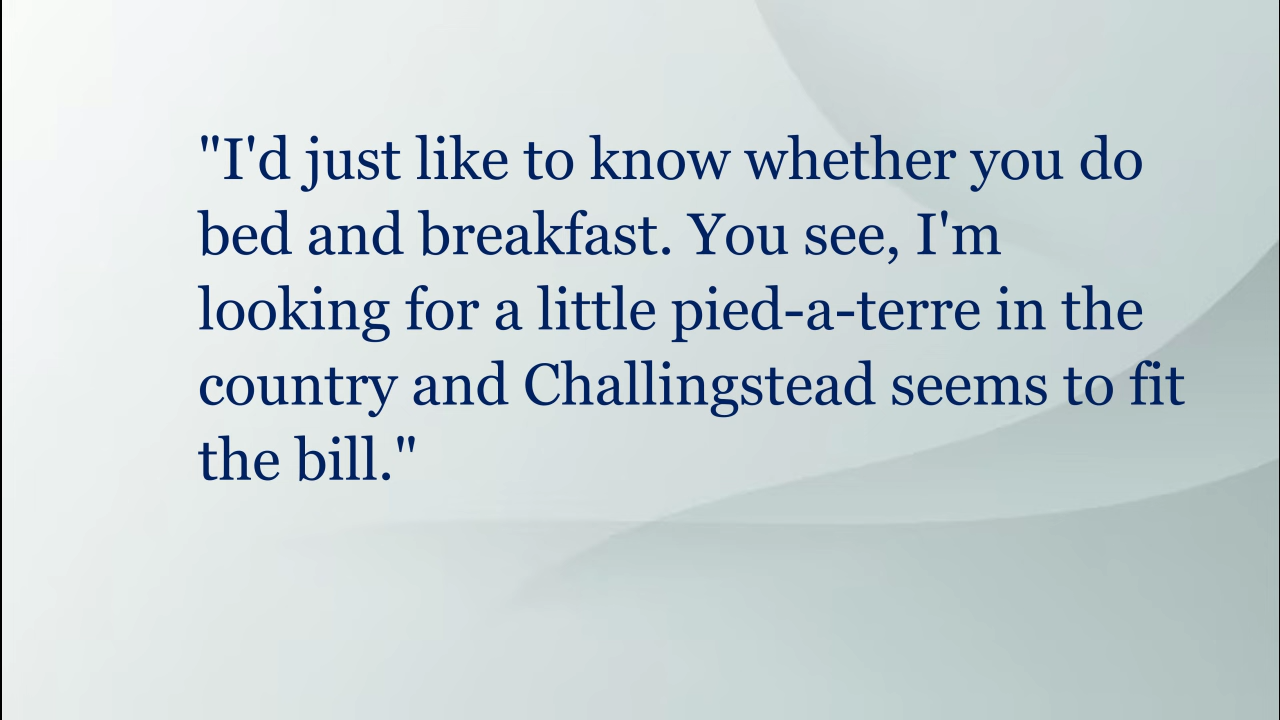 "I'd just like to know whether you do
bed and breakfast. You see, I'm
looking for a little pied-a-terre in the
country and Challingstead seems to fit
the bill."